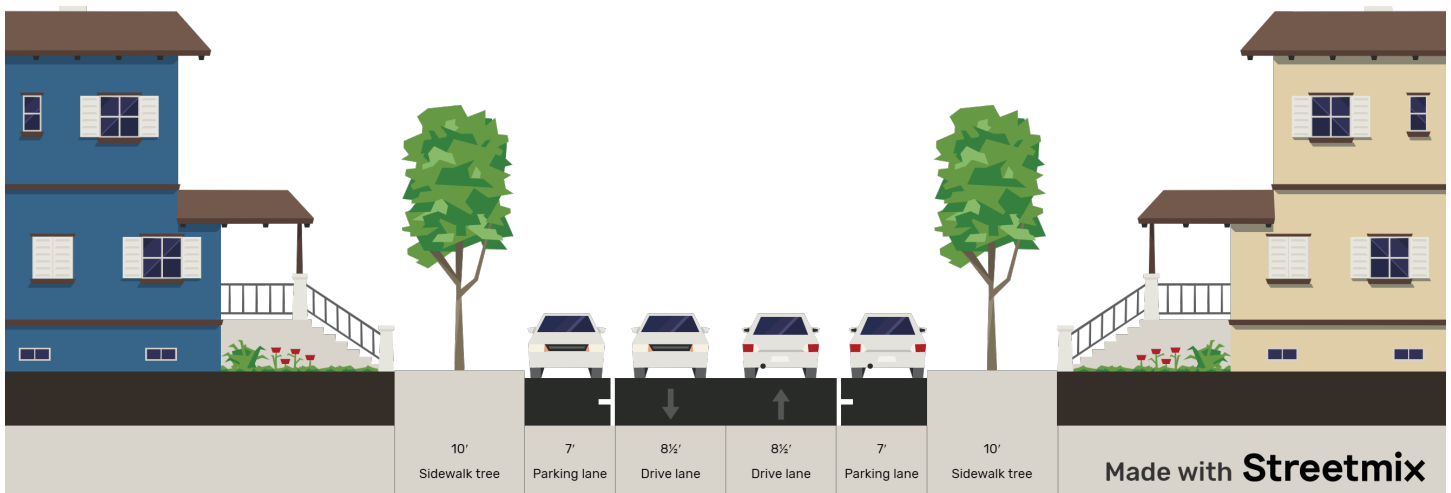 10′
Sidewalk tree
7′
Parking lane
8½′
Drive lane
8½′
Drive lane
7′
Parking lane
10′
Sidewalk tree
Made with Streetmix